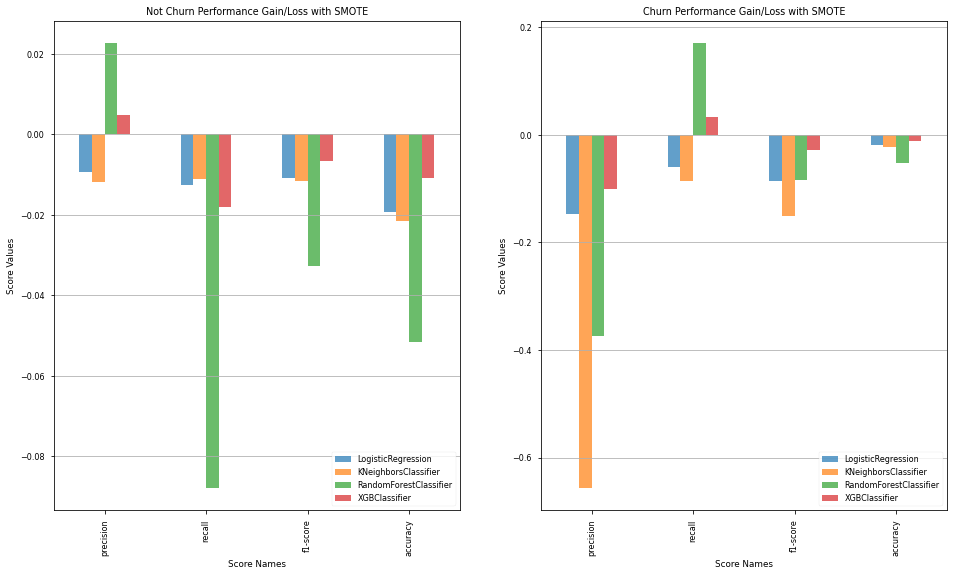 Not Churn Performance Gain/Loss with SMOTE
0.02
0.00
−0.02
−0.04
−0.06
−0.08
Score Values
LogisticRegression
KNeighborsClassifier
RandomForestClassifier
XGBClassifier
precision
recall
f1-score
accuracy
Score Names
Churn Performance Gain/Loss with SMOTE
0.2
0.0
−0.2
−0.4
−0.6
Score Values
LogisticRegression
KNeighborsClassifier
RandomForestClassifier
XGBClassifier
precision
recall
f1-score
accuracy
Score Names